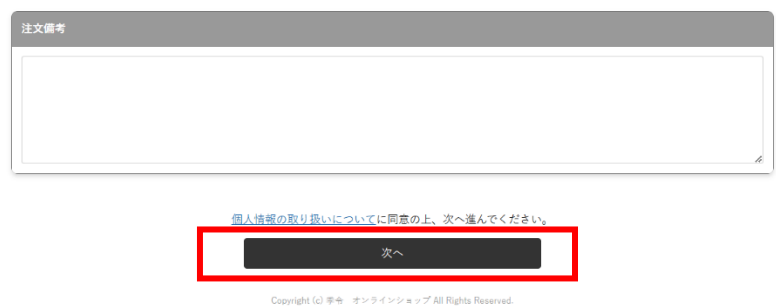 注文備考
個人情報の取り扱いについてに同意の上、次へ進んでください。
次へ
Copyright (c) 季令 オンラインショップ All Rights Reserved.